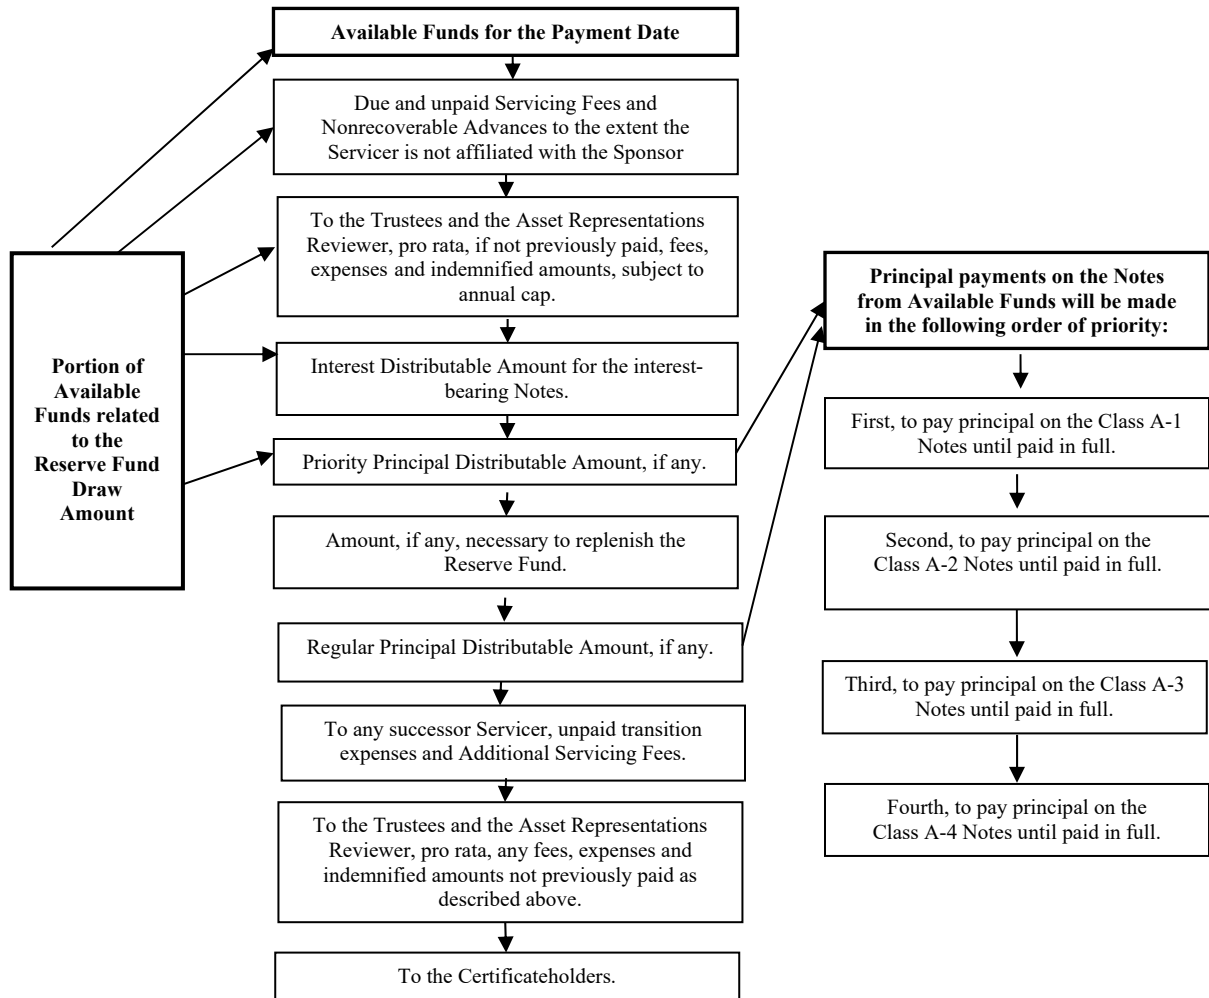 Available Funds for the Payment Date
Due and unpaid Servicing Fees and
Nonrecoverable Advances to the extent the
Servicer is not affiliated with the Sponsor
To the Trustees and the Asset Representations
Reviewer, pro rata, if not previously paid, fees,
expenses and indemnified amounts, subject to
annual cap.
Portion of
Available
Funds related
to the
Reserve Fund
Draw
Amount
Interest Distributable Amount for the interest-
bearing Notes.
Priority Principal Distributable Amount, if any.
Amount, if any, necessary to replenish the
Reserve Fund.
Regular Principal Distributable Amount, if any.
To any successor Servicer, unpaid transition
expenses and Additional Servicing Fees.
To the Trustees and the Asset Representations
Reviewer, pro rata, any fees, expenses and
indemnified amounts not previously paid as
described above.
To the Certificateholders.
Principal payments on the Notes
from Available Funds will be made
in the following order of priority:
First, to pay principal on the Class A-1
Notes until paid in full.
Second, to pay principal on the
Class A-2 Notes until paid in full.
Third, to pay principal on the Class A-3
Notes until paid in full.
Fourth, to pay principal on the
Class A-4 Notes until paid in full.